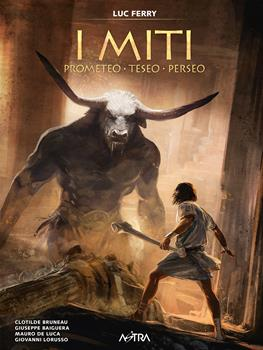 LUC FERRY
I MITI
PROMETEO • TESEO • PERSEO
CLOTILDE BRUNEAU
GIUSEPPE BAIGUERA
MAURO DE LUCA
GIOVANNI LORUSSO
ASTRA